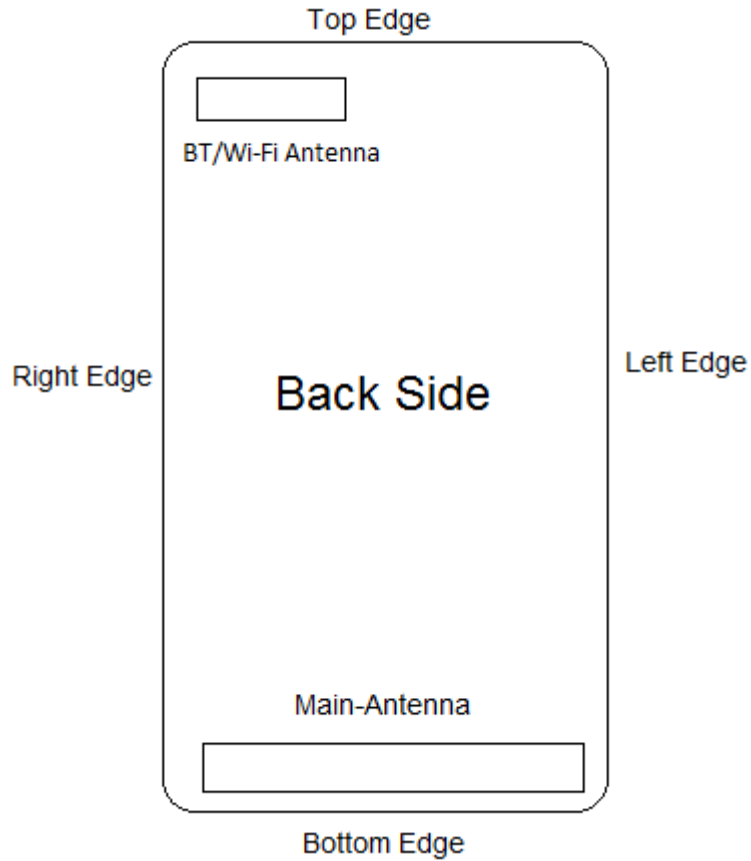 Top Edge
BT/Wi-Fi Antenna
Right Edge
Back Side
Left Edge
Main-Antenna
Bottom Edge